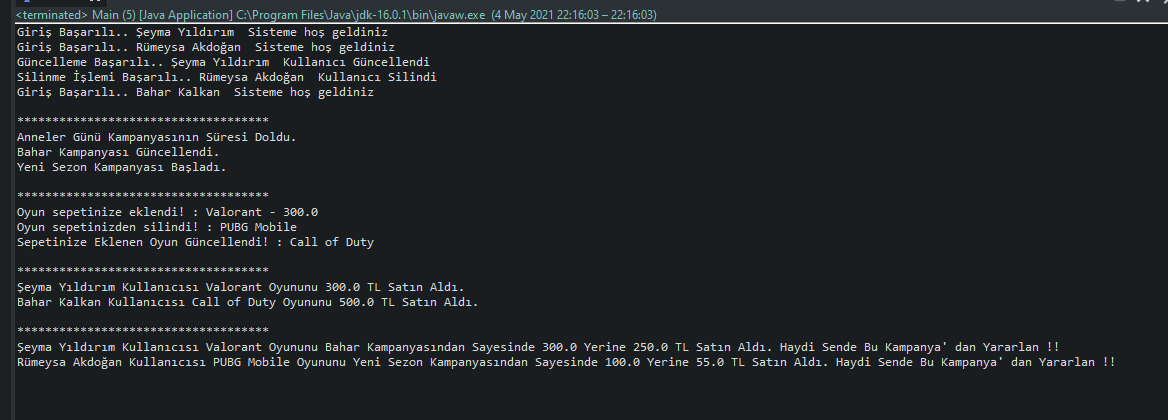 <terminated> Main (5) [Java Application] C:\Program Files\Java\jdk-16.0.1\bin\javaw.exe (4 May 2021 22:16:03 – 22:16:03)
Giriş Başarılı.. Şeyma Yıldırım  Sisteme hoş geldiniz
Giriş Başarılı.. Rümeysa Akdoğan  Sisteme hoş geldiniz
Güncelleme Başarılı.. Şeyma Yıldırım  Kullanıcı Güncellendi
Silinme İşlemi Başarılı.. Rümeysa Akdoğan  Kullanıcı Silindi
Giriş Başarılı.. Bahar Kalkan  Sisteme hoş geldiniz
************************************
Anneler Günü Kampanyasının Süresi Doldu.
Bahar Kampanyası Güncellendi.
Yeni Sezon Kampanyası Başladı.
************************************
Oyun sepetinize eklendi! : Valorant - 300.0
Oyun sepetinizden silindi! : PUBG Mobile
Sepetinize Eklenen Oyun Güncellendi! : Call of Duty
************************************
Şeyma Yıldırım Kullanıcısı Valorant Oyununu 300.0 TL Satın Aldı.
Bahar Kalkan Kullanıcısı Call of Duty Oyununu 500.0 TL Satın Aldı.
************************************
Şeyma Yıldırım Kullanıcısı Valorant Oyununu Bahar Kampanyasından Sayesinde 300.0 Yerine 250.0 TL Satın Aldı. Haydi Sende Bu Kampanya' dan Yararlan !!
Rümeysa Akdoğan Kullanıcısı PUBG Mobile Oyununu Yeni Sezon Kampanyasından Sayesinde 100.0 Yerine 55.0 TL Satın Aldı. Haydi Sende Bu Kampanya' dan Yararlan !!